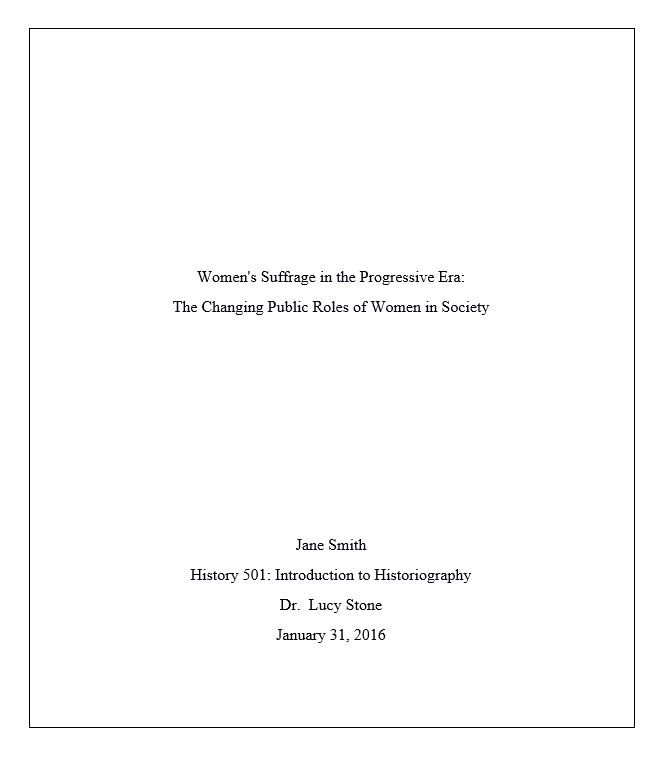 Women's Suffrage in the Progressive Era:
The Changing Public Roles of Women in Society
Jane Smith
History 501: Introduction to Historiography
Dr.  Lucy Stone
January 31, 2016